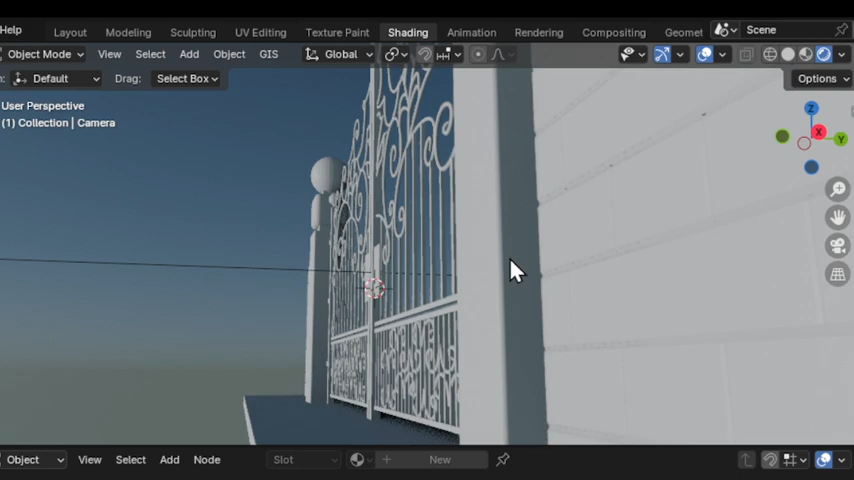 Help Layout Modeling Sculpting UV Editing Texture Paint Shading Animation Rendering Compositing Geomet Scene
Object Mode View Select Add Object GIS Global
Default Drag: Select Box Options
User Perspective
(1) Collection | Camera
Z
X
Y
Object View Select Add Node Slot New